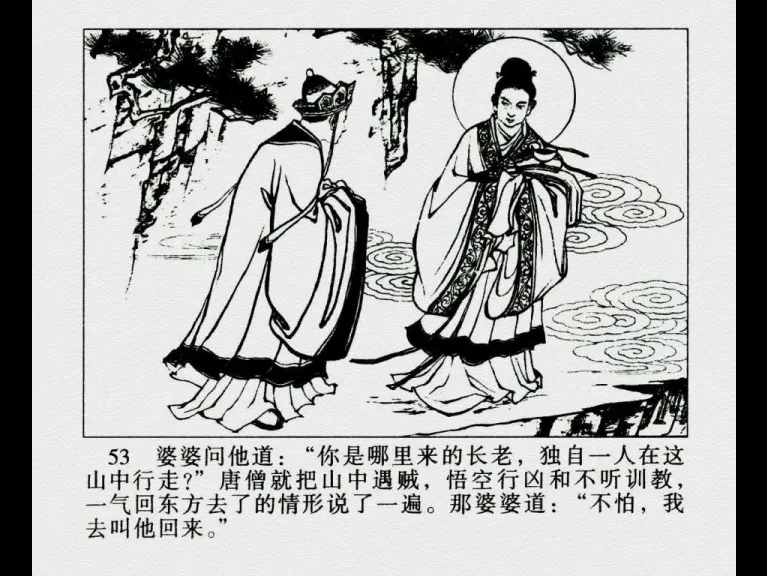 53 婆婆问他道：“你是哪里来的长老，独自一人在这
山中行走？”唐僧就把山中遇贼，悟空行凶和不听训教，
一气回东方去了的情形说了一遍。那婆婆道：“不怕，我
去叫他回来。”